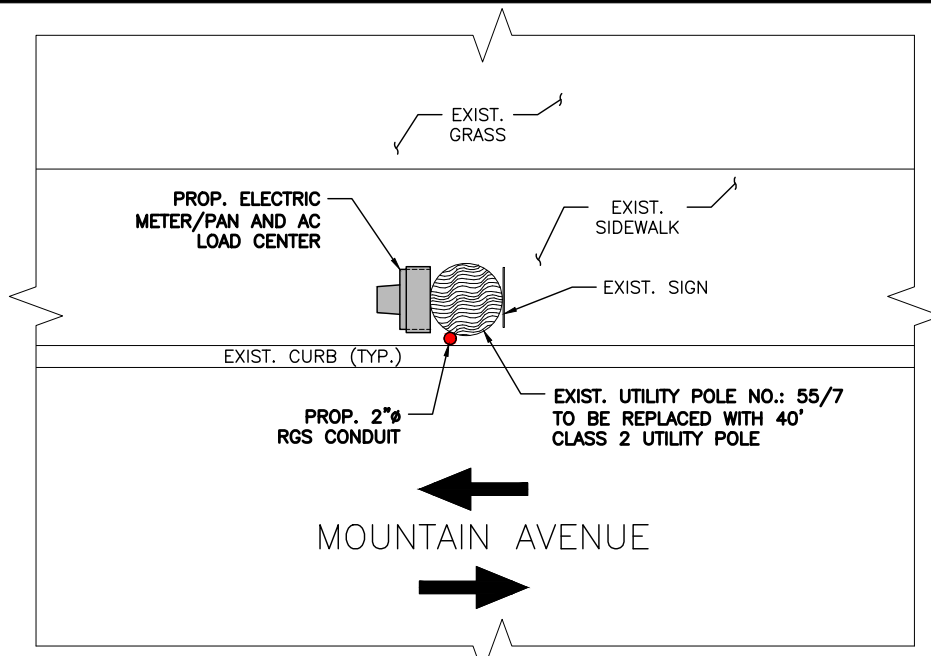 EXIST.
GRASS
PROP. ELECTRIC
METER/PAN AND AC
LOAD CENTER
EXIST.
SIDEWALK
EXIST. SIGN
EXIST. CURB (TYP.)
PROP. 2"ø
RGS CONDUIT
EXIST. UTILITY POLE NO.: 55/7
TO BE REPLACED WITH 40'
CLASS 2 UTILITY POLE
MOUNTAIN AVENUE